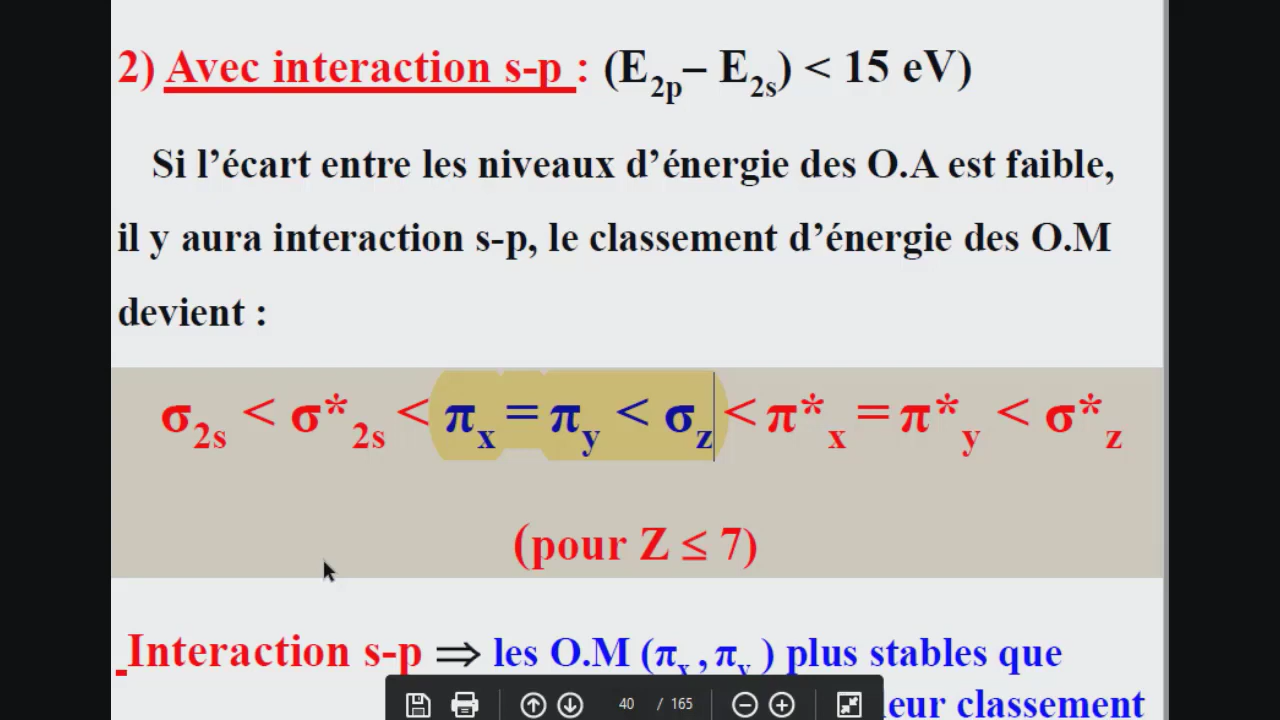 2) Avec interaction s-p : (E2p– E2s) < 15 eV)
Si l’écart entre les niveaux d’énergie des O.A est faible,
il y aura interaction s-p, le classement d’énergie des O.M
devient :
σ2s < σ*2s < πx = πy < σz < π*x = π*y < σ*z
(pour Z ≤ 7)
Interaction s-p ⇒ les O.M (πx , πy ) plus stables que
leur classement
40 / 165